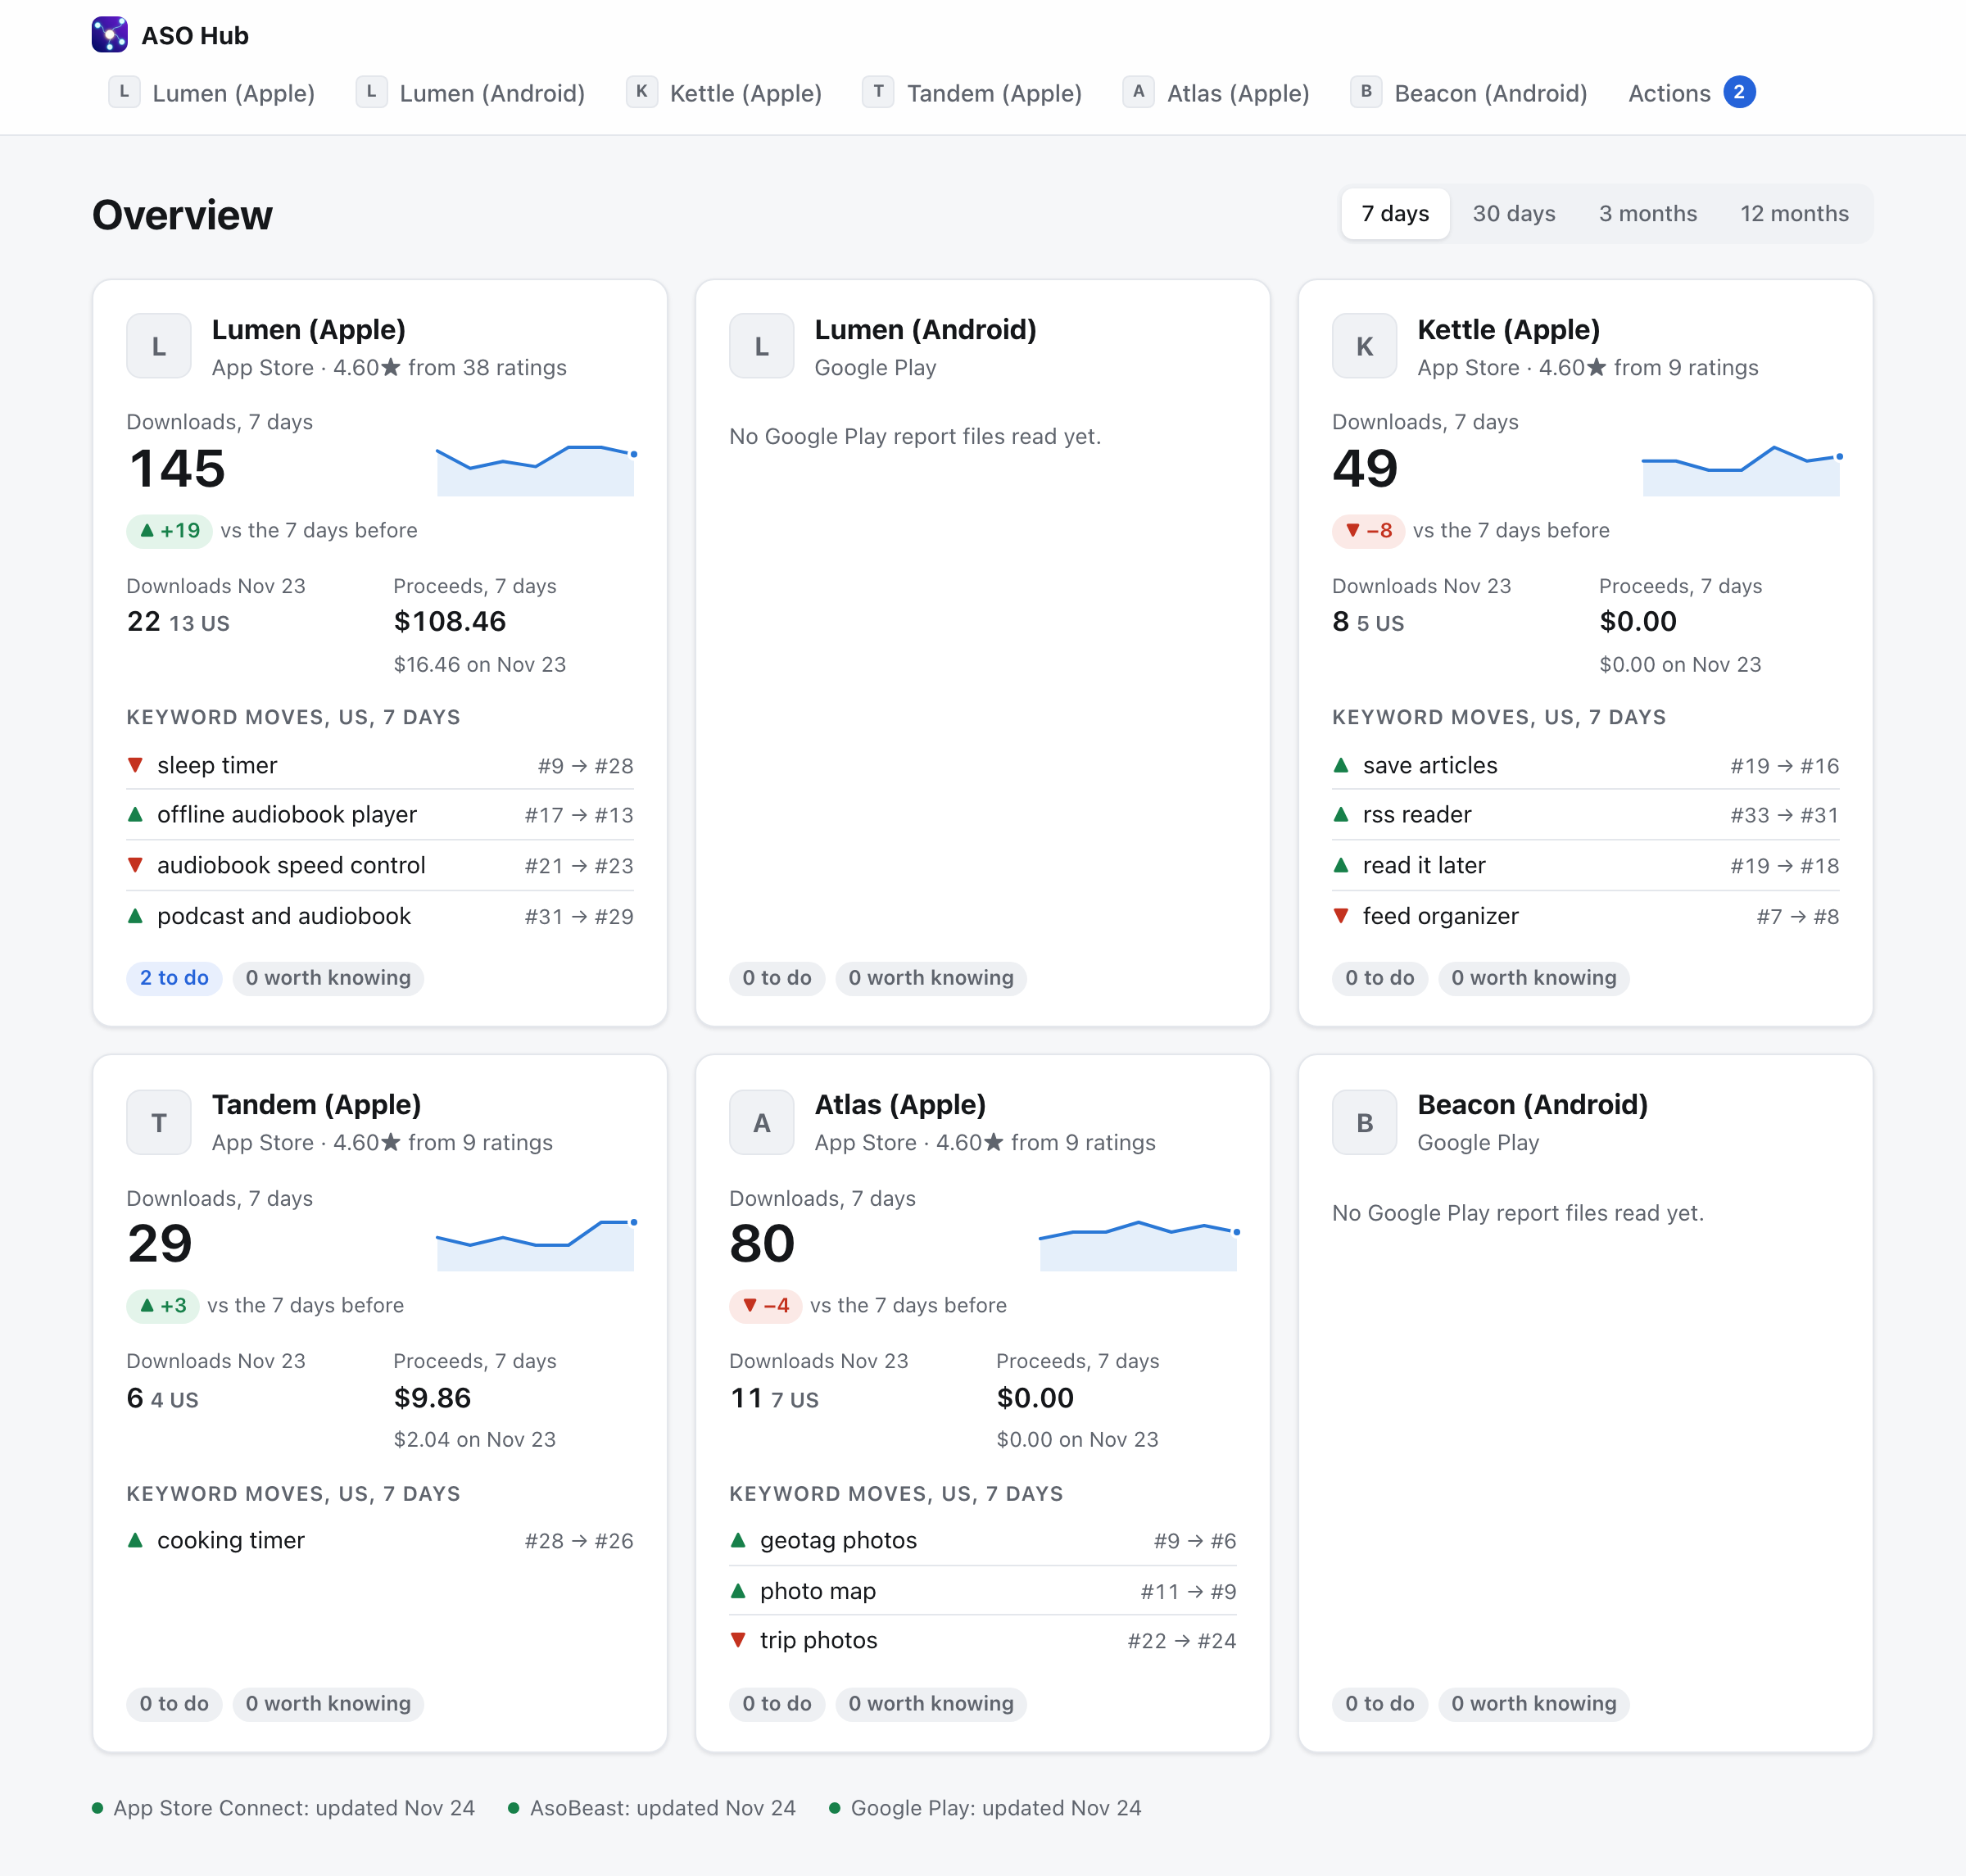 ASO Hub
L Lumen (Apple) L Lumen (Android) K Kettle (Apple) T Tandem (Apple) A Atlas (Apple) B Beacon (Android) Actions 2
Overview
7 days 30 days 3 months 12 months
L
Lumen (Apple)
App Store · 4.60★ from 38 ratings
Downloads, 7 days
145
▲ +19 vs the 7 days before
Downloads Nov 23
22 13 US
Proceeds, 7 days
$108.46
$16.46 on Nov 23
KEYWORD MOVES, US, 7 DAYS
▼ sleep timer #9 → #28
▲ offline audiobook player #17 → #13
▼ audiobook speed control #21 → #23
▲ podcast and audiobook #31 → #29
2 to do 0 worth knowing
L
Lumen (Android)
Google Play
No Google Play report files read yet.
0 to do 0 worth knowing
K
Kettle (Apple)
App Store · 4.60★ from 9 ratings
Downloads, 7 days
49
▼ −8 vs the 7 days before
Downloads Nov 23
8 5 US
Proceeds, 7 days
$0.00
$0.00 on Nov 23
KEYWORD MOVES, US, 7 DAYS
▲ save articles #19 → #16
▲ rss reader #33 → #31
▲ read it later #19 → #18
▼ feed organizer #7 → #8
0 to do 0 worth knowing
T
Tandem (Apple)
App Store · 4.60★ from 9 ratings
Downloads, 7 days
29
▲ +3 vs the 7 days before
Downloads Nov 23
6 4 US
Proceeds, 7 days
$9.86
$2.04 on Nov 23
KEYWORD MOVES, US, 7 DAYS
▲ cooking timer #28 → #26
0 to do 0 worth knowing
A
Atlas (Apple)
App Store · 4.60★ from 9 ratings
Downloads, 7 days
80
▼ −4 vs the 7 days before
Downloads Nov 23
11 7 US
Proceeds, 7 days
$0.00
$0.00 on Nov 23
KEYWORD MOVES, US, 7 DAYS
▲ geotag photos #9 → #6
▲ photo map #11 → #9
▼ trip photos #22 → #24
0 to do 0 worth knowing
B
Beacon (Android)
Google Play
No Google Play report files read yet.
0 to do 0 worth knowing
App Store Connect: updated Nov 24 AsoBeast: updated Nov 24 Google Play: updated Nov 24